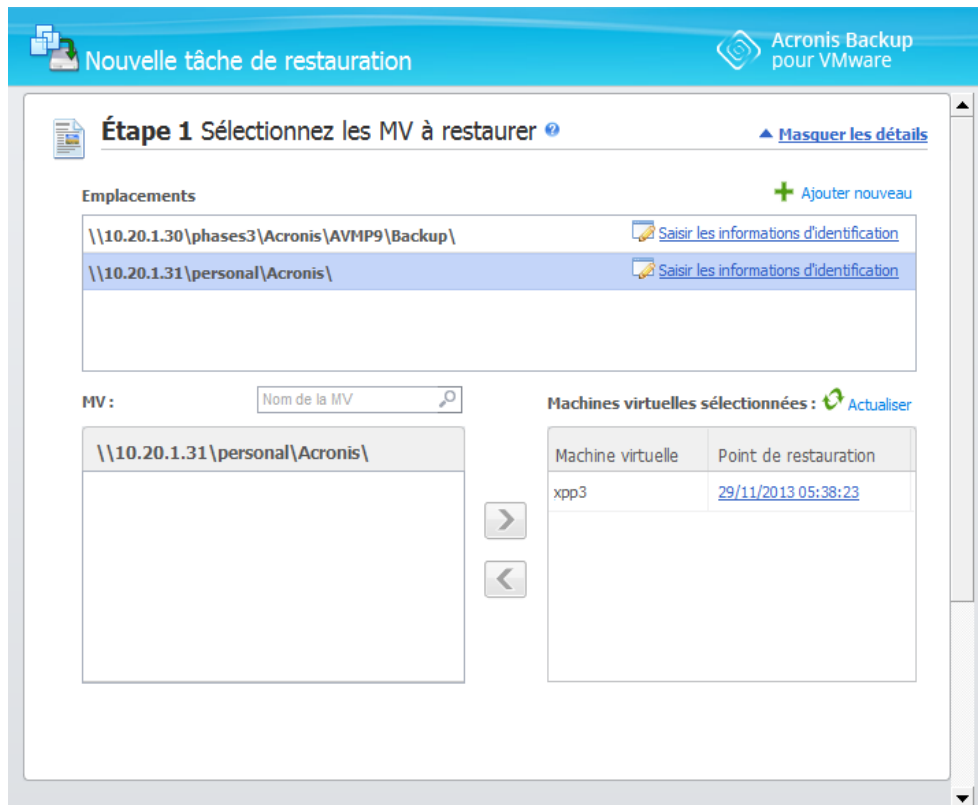 Nouvelle tâche de restauration
Acronis Backup
pour VMware
Étape 1 Sélectionnez les MV à restaurer
Masquer les détails
Emplacements
Ajouter nouveau
\\10.20.1.30\phases3\Acronis\AVMP9\Backup\ Saisir les informations d'identification
\\10.20.1.31\personal\Acronis\ Saisir les informations d'identification
MV : Nom de la MV
Machines virtuelles sélectionnées : Actualiser
\\10.20.1.31\personal\Acronis\
Machine virtuelle Point de restauration
xpp3 29/11/2013 05:38:23